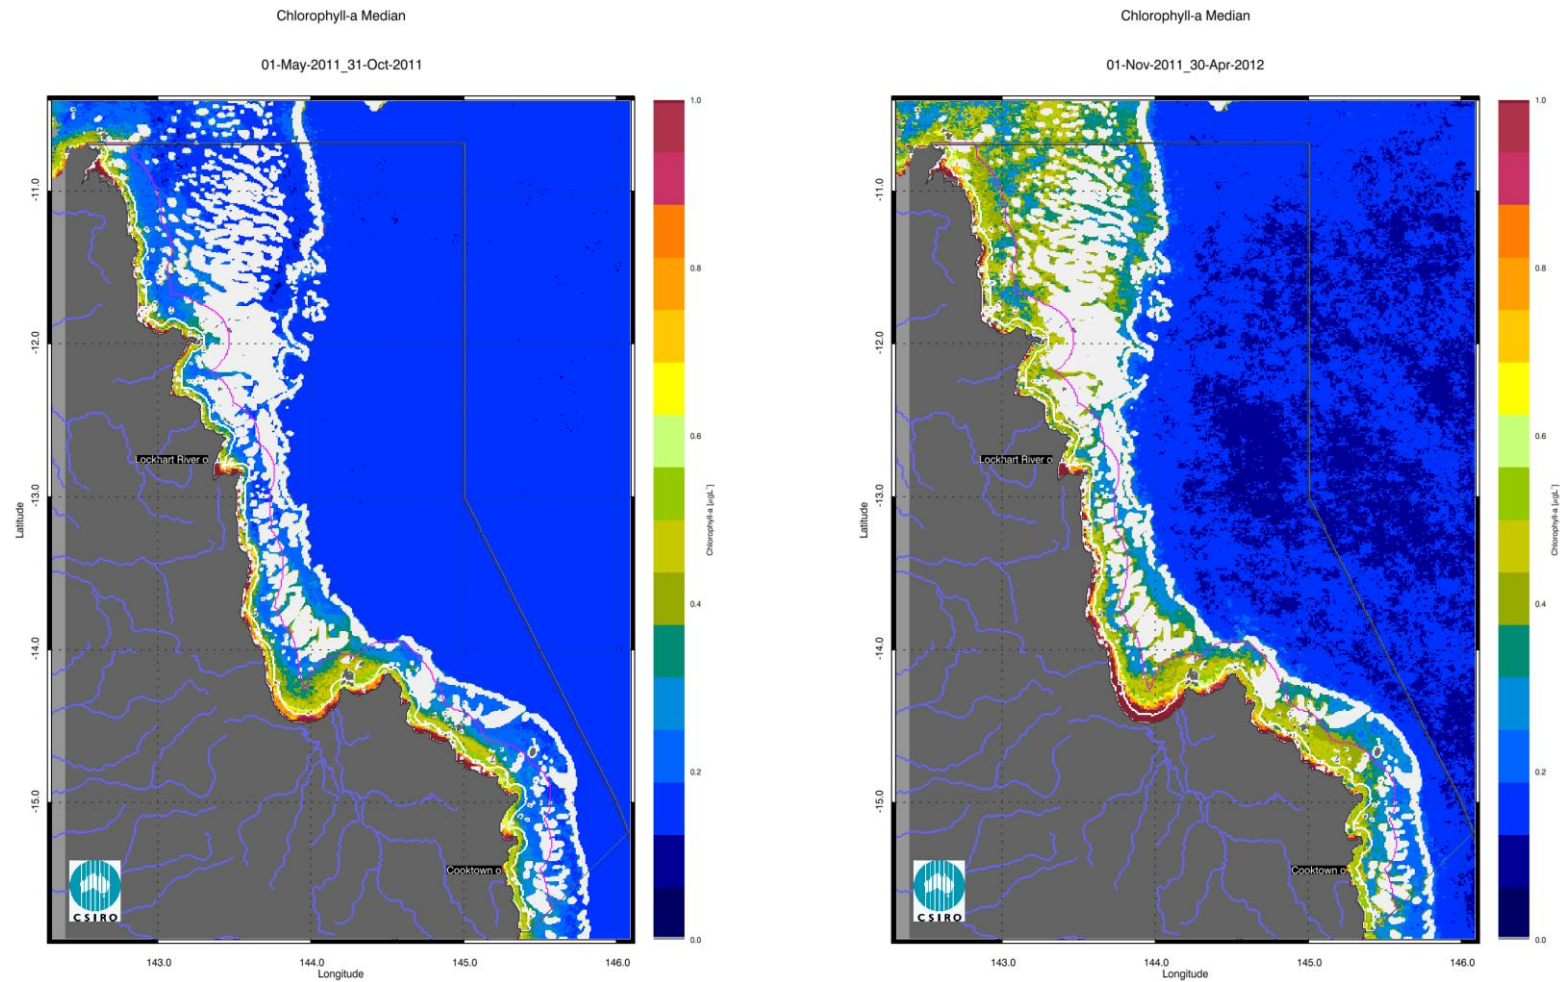 Chlorophyll-a Median
01-May-2011_31-Oct-2011
-11.0
-12.0
-13.0
-14.0
-15.0
Latitude
Lockhart River o
Cooktown o
CSIRO
143.0 144.0 145.0 146.0
Longitude
1.0
0.8
0.6
0.4
0.2
0.0
Chlorophyll-a [µgL⁻]
Chlorophyll-a Median
01-Nov-2011_30-Apr-2012
-11.0
-12.0
-13.0
-14.0
-15.0
Latitude
Lockhart River o
Cooktown o
CSIRO
143.0 144.0 145.0 146.0
Longitude
1.0
0.8
0.6
0.4
0.2
0.0
Chlorophyll-a [µgL⁻]